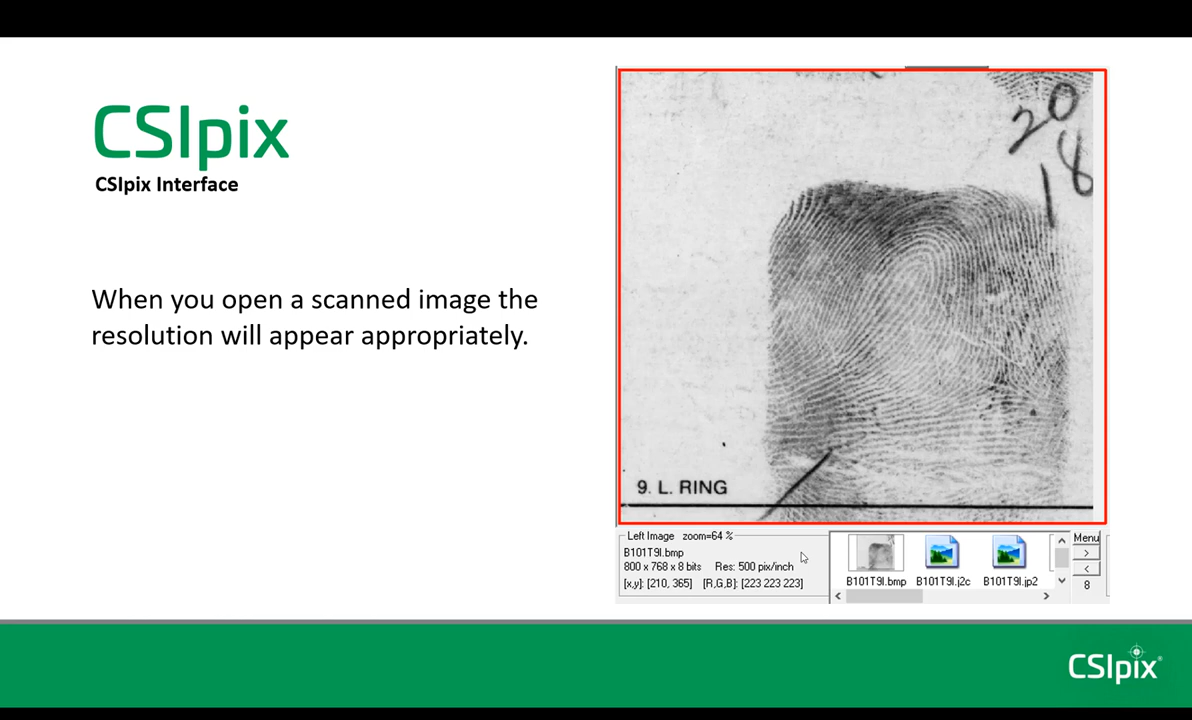 CSIpix
CSIpix Interface
When you open a scanned image the
resolution will appear appropriately.
20
18
9. L. RING
Left Image zoom=64 %
B101T9I.bmp
800 x 768 x 8 bits Res: 500 pix/inch
[x,y]: [210, 365] [R,G,B]: [223 223 223]
B101T9I.bmp B101T9I.j2c B101T9I.jp2
Menu
>
<
8
CSIpix®